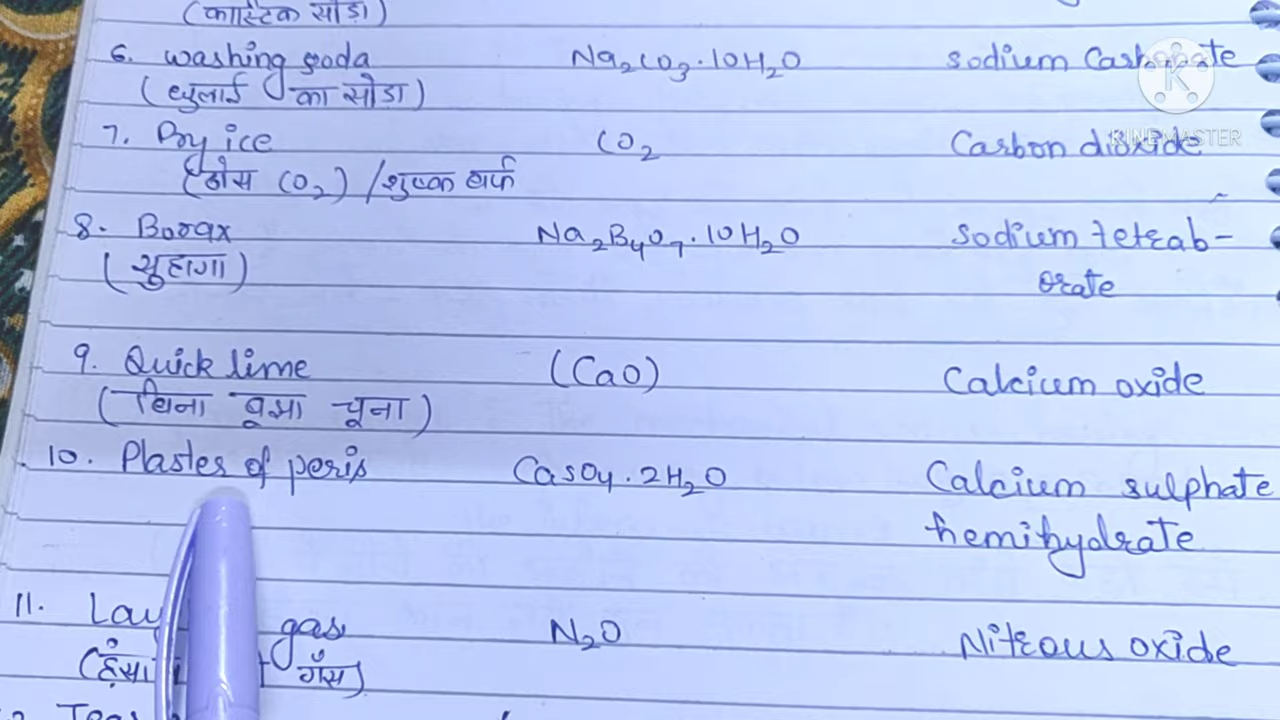 (कास्टिक सोडा)
6. washing soda Na2CO3.10H2O sodium Carbonate
(धुलाई का सोडा)
KINEMASTER
7. Dry ice CO2 Carbon dioxide
(ठोस CO2) / शुष्क बर्फ
8. Borax Na2B4O7.10H2O sodium tetrab-
(सुहागा) orate
9. Quick lime (CaO) Calcium oxide
(बिना बुझा चूना)
10. Plaster of peris CaSO4.2H2O Calcium sulphate
hemihydrate
11. gas N2O Nitrous oxide
गैस)